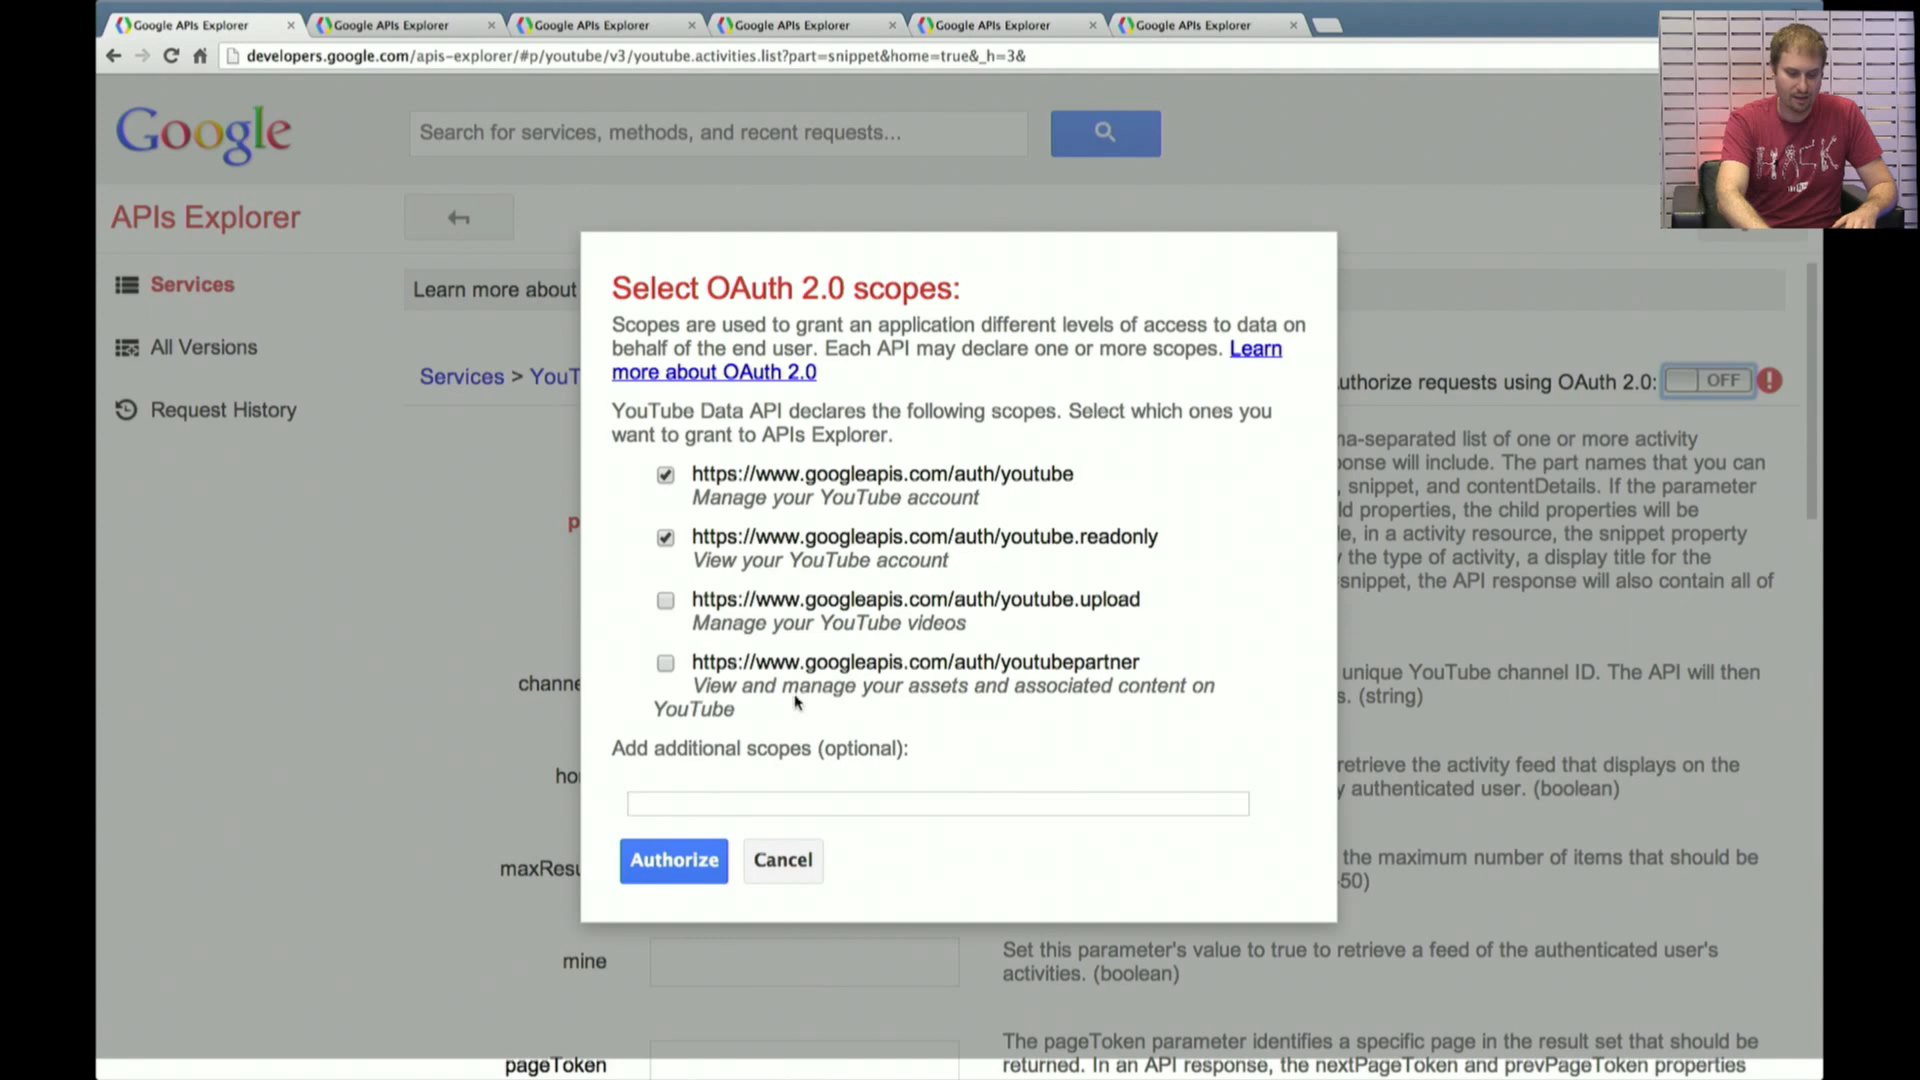 Google APIs Explorer
Google APIs Explorer
Google APIs Explorer
Google APIs Explorer
Google APIs Explorer
Google APIs Explorer
developers.google.com/apis-explorer/#p/youtube/v3/youtube.activities.list?part=snippet&home=true&_h=3&
Google
Search for services, methods, and recent requests...
HACK
APIs Explorer
Services
All Versions
Request History
Learn more about
Services > YouT
uthorize requests using OAuth 2.0:
OFF
Select OAuth 2.0 scopes:
Scopes are used to grant an application different levels of access to data on
behalf of the end user. Each API may declare one or more scopes. Learn
more about OAuth 2.0
YouTube Data API declares the following scopes. Select which ones you
want to grant to APIs Explorer.
https://www.googleapis.com/auth/youtube
Manage your YouTube account
https://www.googleapis.com/auth/youtube.readonly
View your YouTube account
https://www.googleapis.com/auth/youtube.upload
Manage your YouTube videos
https://www.googleapis.com/auth/youtubepartner
View and manage your assets and associated content on
YouTube
Add additional scopes (optional):
Authorize
Cancel
p
channe
ho
maxResu
mine
pageToken
na-separated list of one or more activity
onse will include. The part names that you can
, snippet, and contentDetails. If the parameter
ld properties, the child properties will be
e, in a activity resource, the snippet property
y the type of activity, a display title for the
snippet, the API response will also contain all of
unique YouTube channel ID. The API will then
s. (string)
retrieve the activity feed that displays on the
y authenticated user. (boolean)
the maximum number of items that should be
50)
Set this parameter's value to true to retrieve a feed of the authenticated user's
activities. (boolean)
The pageToken parameter identifies a specific page in the result set that should be
returned. In an API response, the nextPageToken and prevPageToken properties